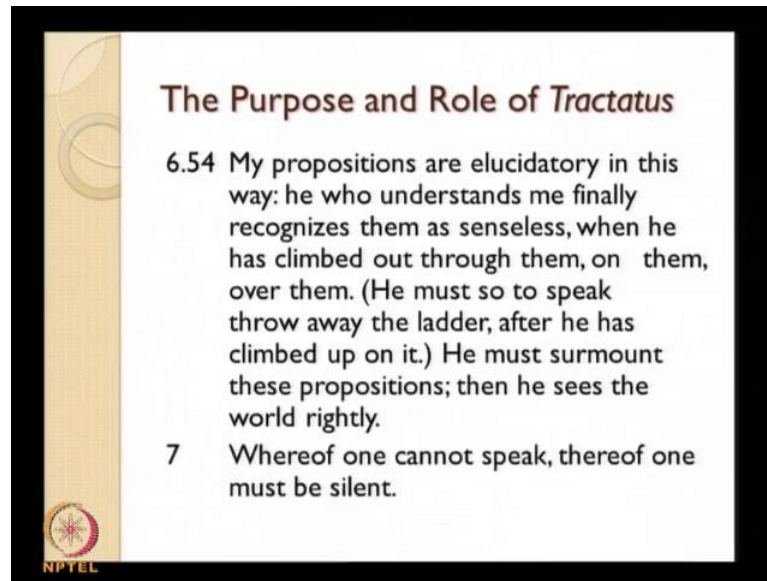 The Purpose and Role of Tractatus
6.54 My propositions are elucidatory in this
way: he who understands me finally
recognizes them as senseless, when he
has climbed out through them, on them,
over them. (He must so to speak
throw away the ladder, after he has
climbed up on it.) He must surmount
these propositions; then he sees the
world rightly.
7 Whereof one cannot speak, thereof one
must be silent.
NPTEL